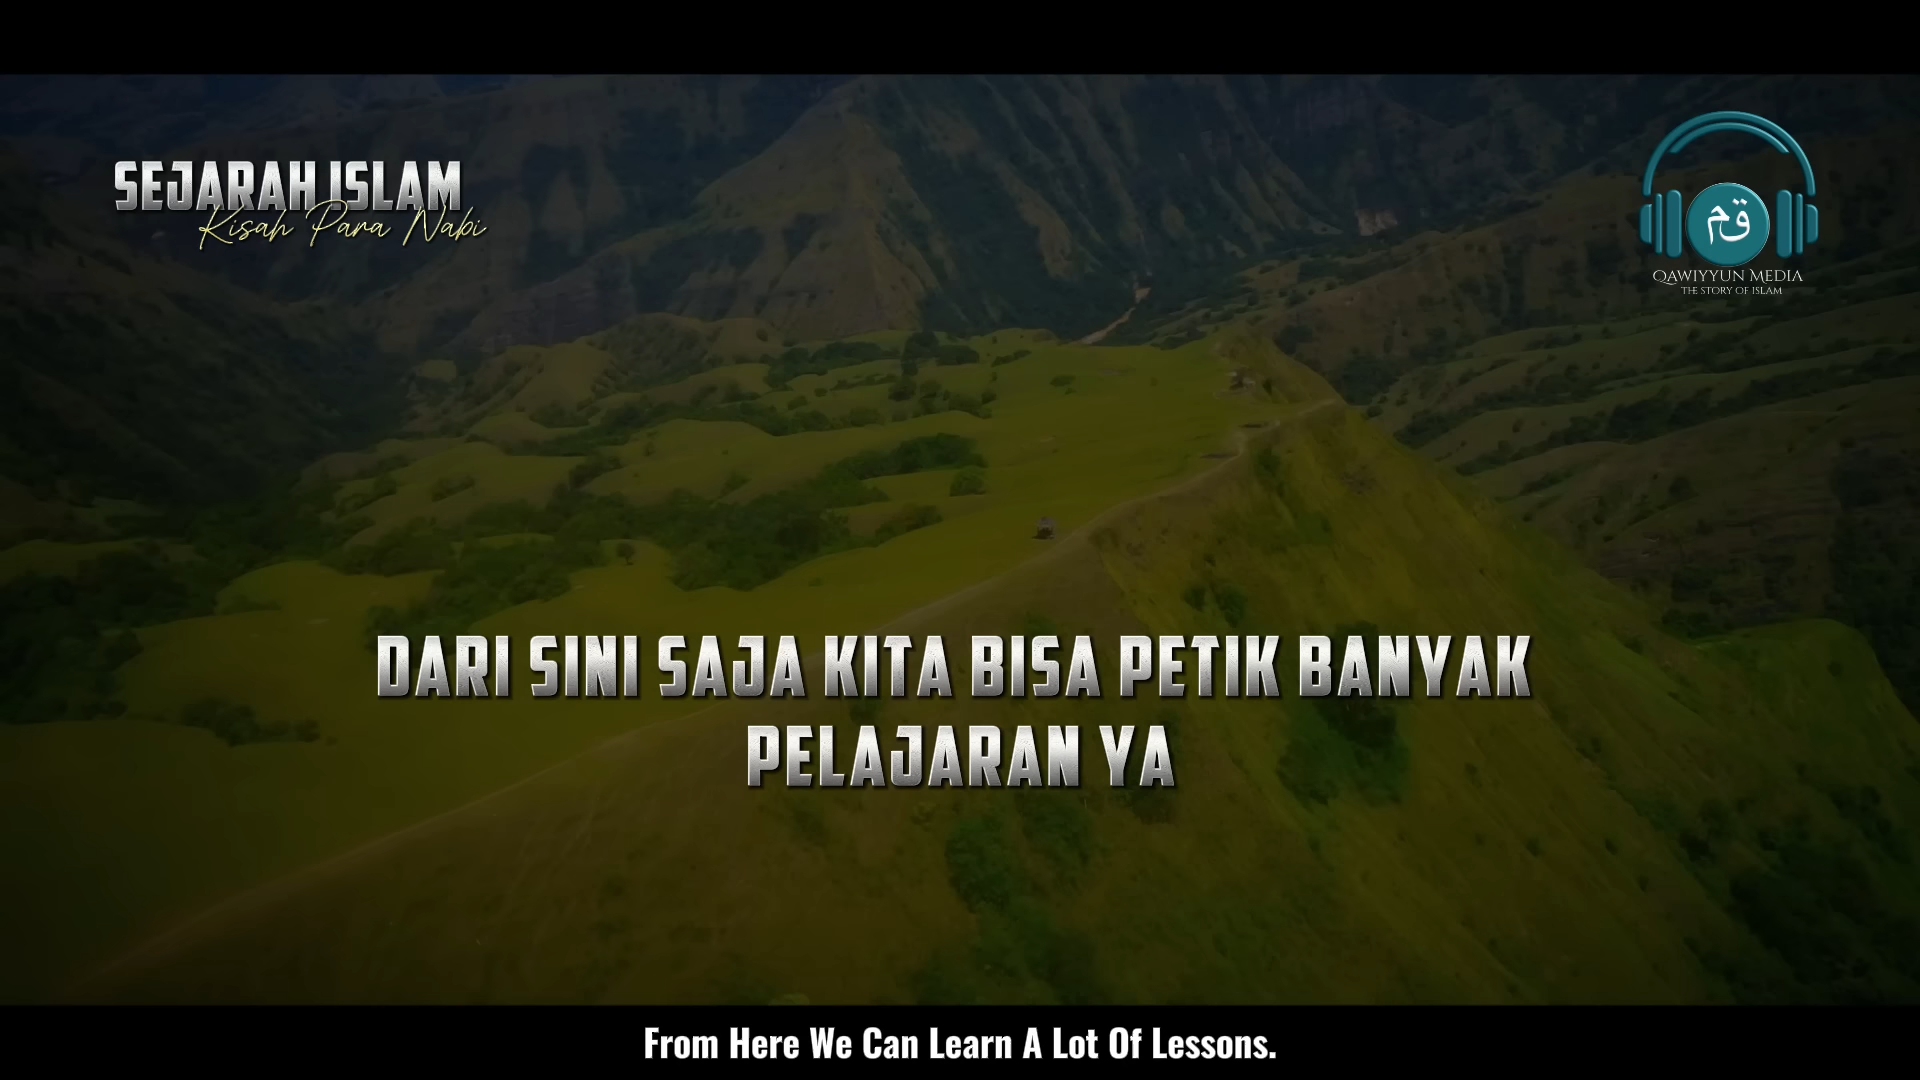 SEJARAH ISLAM
Kisah Para Nabi
قم
QAWIYYUN MEDIA
THE STORY OF ISLAM
DARI SINI SAJA KITA BISA PETIK BANYAK
PELAJARAN YA
From Here We Can Learn A Lot Of Lessons.